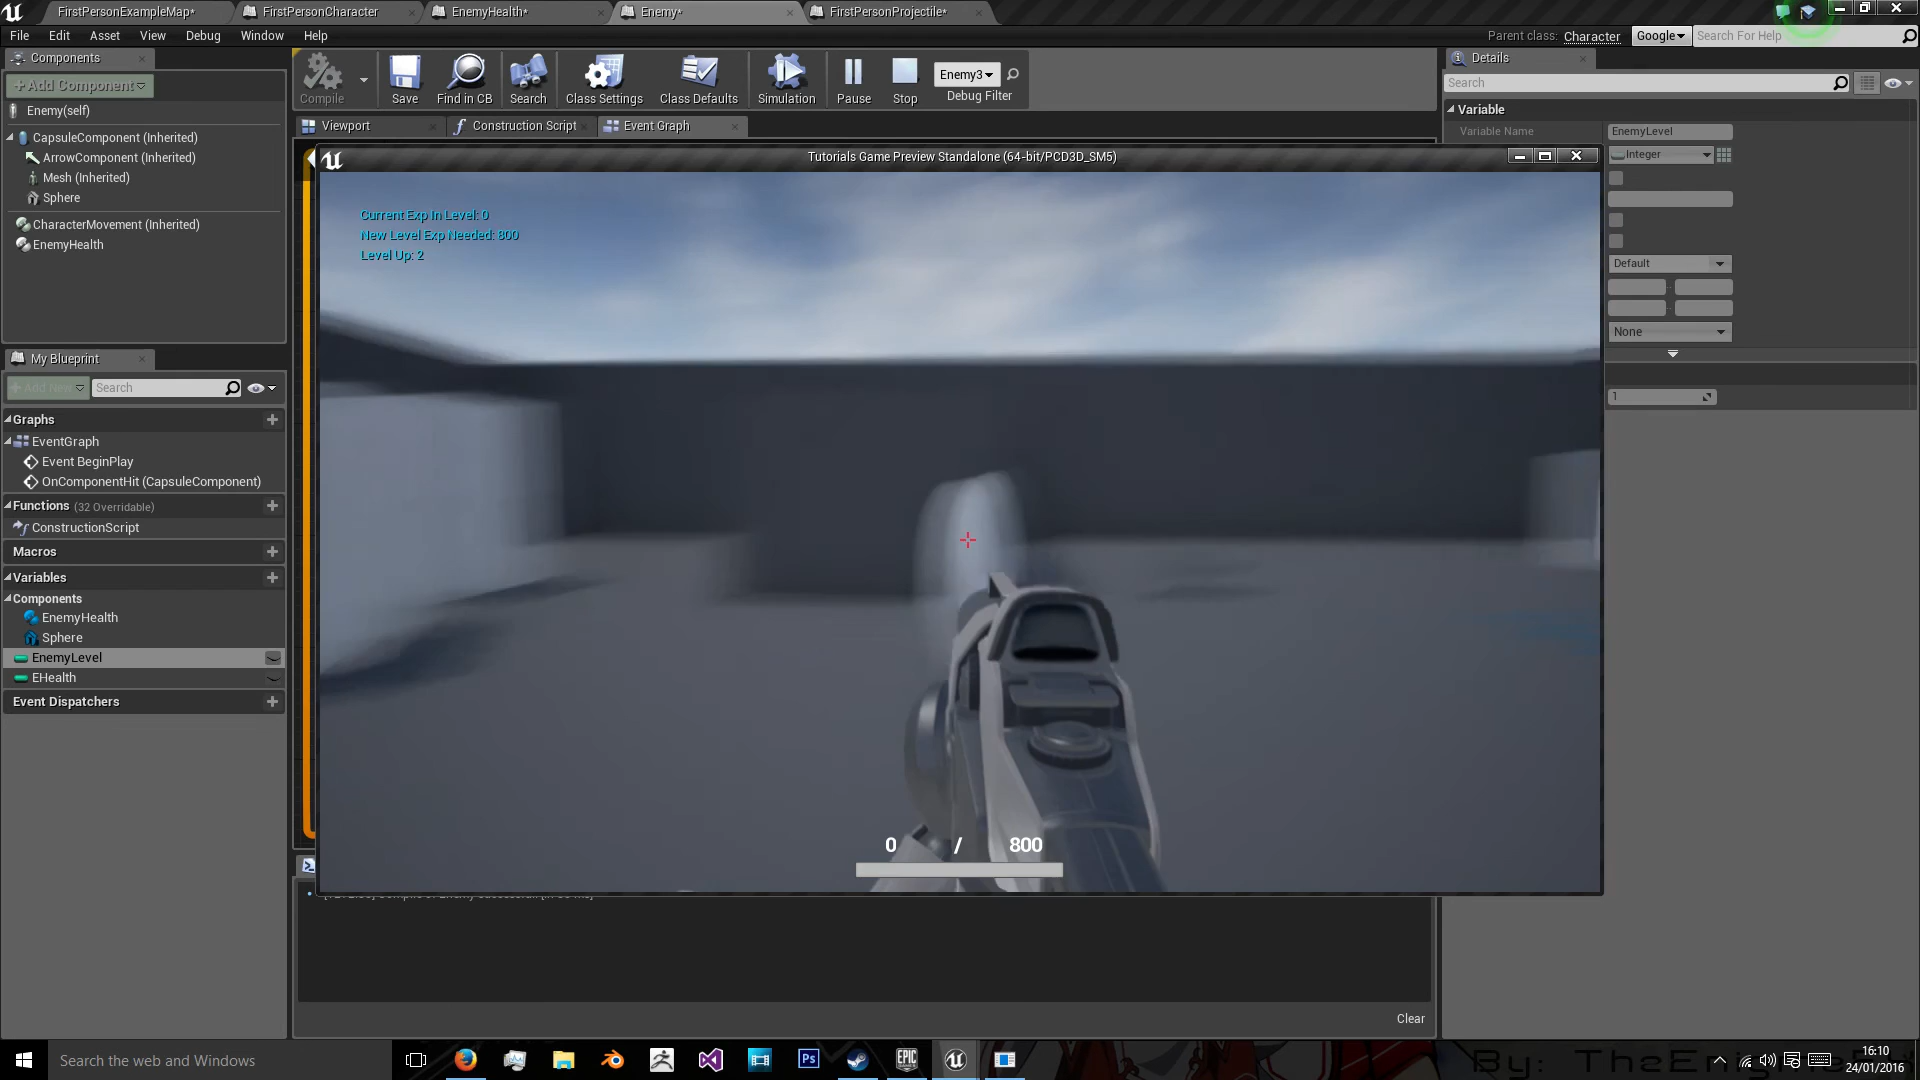 FirstPersonExampleMap*
FirstPersonCharacter
EnemyHealth*
Enemy*
FirstPersonProjectile*
File
Edit
Asset
View
Debug
Window
Help
Parent class:
Character
Google
Search For Help
Components
+Add Component
Enemy(self)
CapsuleComponent (Inherited)
ArrowComponent (Inherited)
Mesh (Inherited)
Sphere
CharacterMovement (Inherited)
EnemyHealth
Compile
Save
Find in CB
Search
Class Settings
Class Defaults
Simulation
Pause
Stop
Enemy3
Debug Filter
Viewport
Construction Script
Event Graph
Details
Search
Variable
Variable Name
EnemyLevel
Integer
Default
None
1
Tutorials Game Preview Standalone (64-bit/PCD3D_SM5)
Current Exp In Level: 0
New Level Exp Needed: 800
Level Up: 2
0 / 800
My Blueprint
Search
Graphs
EventGraph
Event BeginPlay
OnComponentHit (CapsuleComponent)
Functions (32 Overridable)
ConstructionScript
Macros
Variables
Components
EnemyHealth
Sphere
EnemyLevel
EHealth
Event Dispatchers
Clear
Search the web and Windows
Ps
EPIC
16:10
24/01/2016